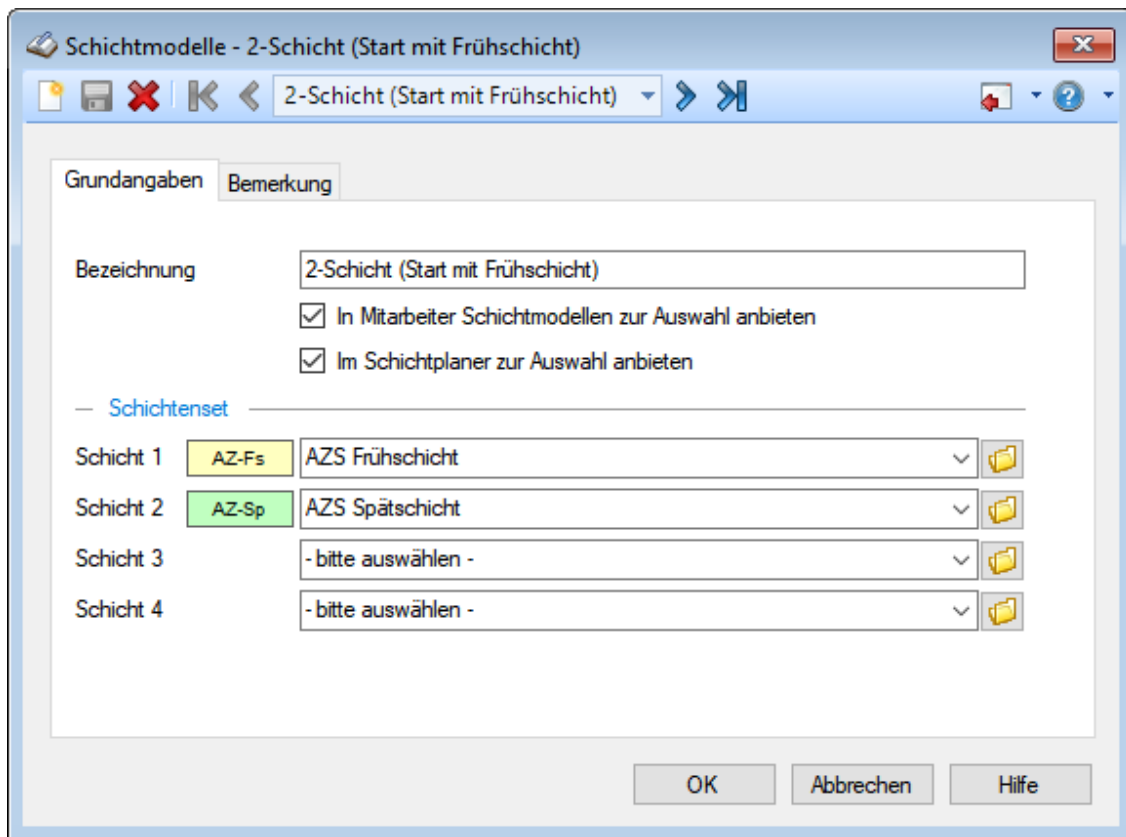 Schichtmodelle - 2-Schicht (Start mit Frühschicht)
2-Schicht (Start mit Frühschicht)
Grundangaben Bemerkung
Bezeichnung 2-Schicht (Start mit Frühschicht)
In Mitarbeiter Schichtmodellen zur Auswahl anbieten
Im Schichtplaner zur Auswahl anbieten
Schichtenset
Schicht 1 AZ-Fs AZS Frühschicht
Schicht 2 AZ-Sp AZS Spätschicht
Schicht 3 - bitte auswählen -
Schicht 4 - bitte auswählen -
OK Abbrechen Hilfe